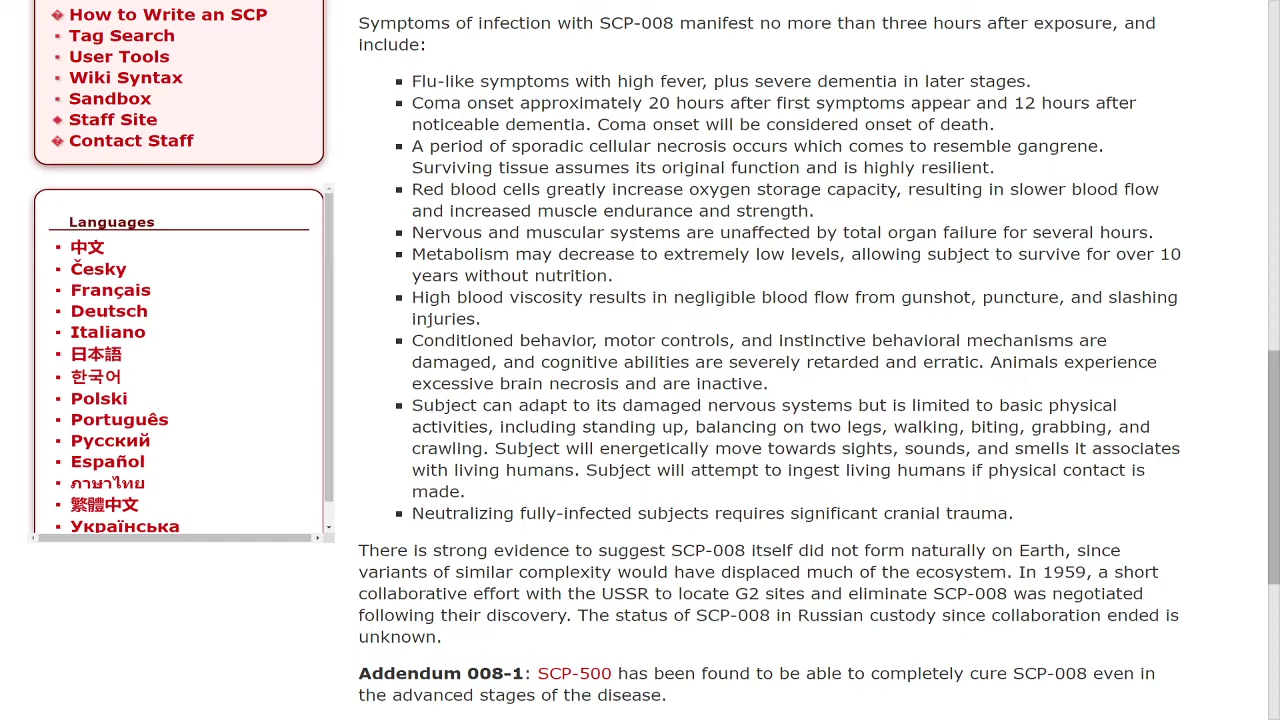 How to Write an SCP
Tag Search
User Tools
Wiki Syntax
Sandbox
Staff Site
Contact Staff
Languages
中文
Česky
Français
Deutsch
Italiano
日本語
한국어
Polski
Português
Русский
Español
ภาษาไทย
繁體中文
Українська
Symptoms of infection with SCP-008 manifest no more than three hours after exposure, and
include:
Flu-like symptoms with high fever, plus severe dementia in later stages.
Coma onset approximately 20 hours after first symptoms appear and 12 hours after
noticeable dementia. Coma onset will be considered onset of death.
A period of sporadic cellular necrosis occurs which comes to resemble gangrene.
Surviving tissue assumes its original function and is highly resilient.
Red blood cells greatly increase oxygen storage capacity, resulting in slower blood flow
and increased muscle endurance and strength.
Nervous and muscular systems are unaffected by total organ failure for several hours.
Metabolism may decrease to extremely low levels, allowing subject to survive for over 10
years without nutrition.
High blood viscosity results in negligible blood flow from gunshot, puncture, and slashing
injuries.
Conditioned behavior, motor controls, and instinctive behavioral mechanisms are
damaged, and cognitive abilities are severely retarded and erratic. Animals experience
excessive brain necrosis and are inactive.
Subject can adapt to its damaged nervous systems but is limited to basic physical
activities, including standing up, balancing on two legs, walking, biting, grabbing, and
crawling. Subject will energetically move towards sights, sounds, and smells it associates
with living humans. Subject will attempt to ingest living humans if physical contact is
made.
Neutralizing fully-infected subjects requires significant cranial trauma.
There is strong evidence to suggest SCP-008 itself did not form naturally on Earth, since
variants of similar complexity would have displaced much of the ecosystem. In 1959, a short
collaborative effort with the USSR to locate G2 sites and eliminate SCP-008 was negotiated
following their discovery. The status of SCP-008 in Russian custody since collaboration ended is
unknown.
Addendum 008-1: SCP-500 has been found to be able to completely cure SCP-008 even in
the advanced stages of the disease.